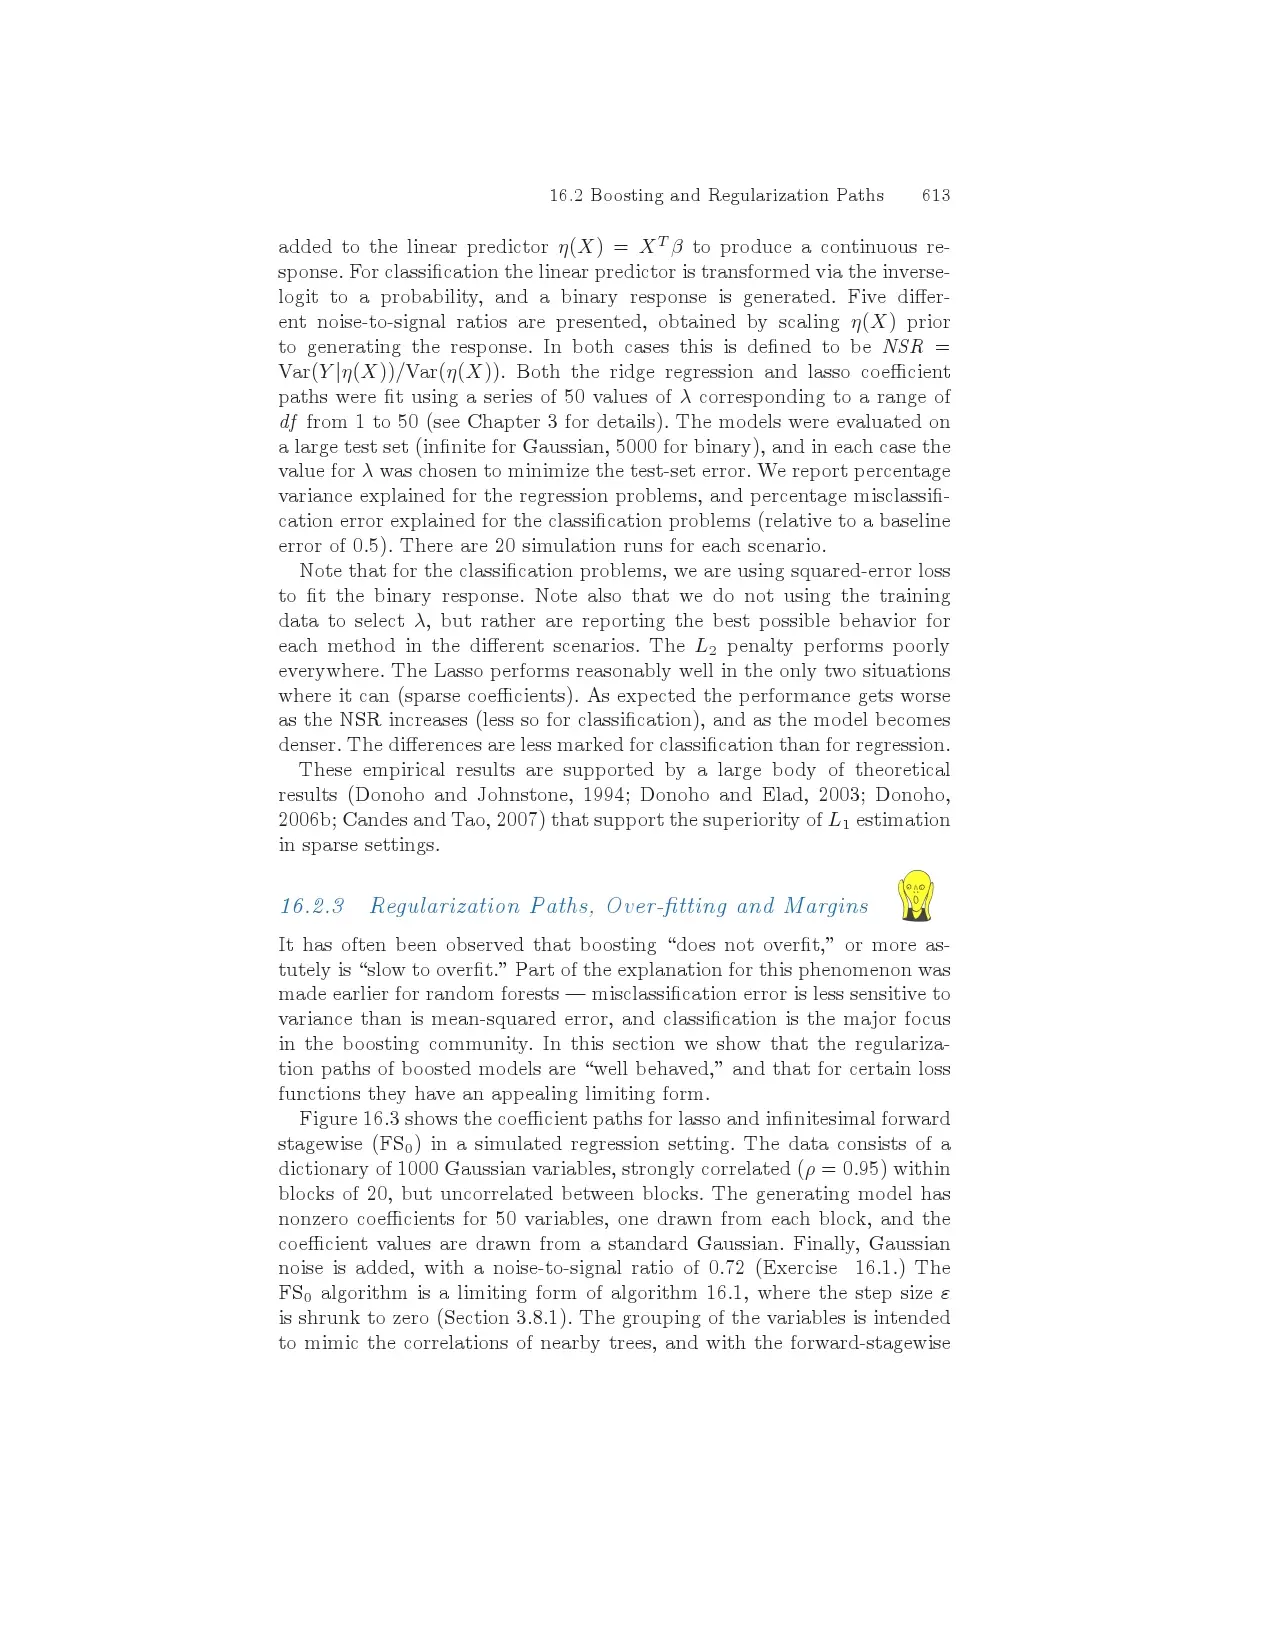 16.2 Boosting and Regularization Paths 613
added to the linear predictor η(X) = X^T β to produce a continuous re-
sponse. For classification the linear predictor is transformed via the inverse-
logit to a probability, and a binary response is generated. Five differ-
ent noise-to-signal ratios are presented, obtained by scaling η(X) prior
to generating the response. In both cases this is defined to be NSR =
Var(Y|η(X))/Var(η(X)). Both the ridge regression and lasso coefficient
paths were fit using a series of 50 values of λ corresponding to a range of
df from 1 to 50 (see Chapter 3 for details). The models were evaluated on
a large test set (infinite for Gaussian, 5000 for binary), and in each case the
value for λ was chosen to minimize the test-set error. We report percentage
variance explained for the regression problems, and percentage misclassifi-
cation error explained for the classification problems (relative to a baseline
error of 0.5). There are 20 simulation runs for each scenario.
Note that for the classification problems, we are using squared-error loss
to fit the binary response. Note also that we do not using the training
data to select λ, but rather are reporting the best possible behavior for
each method in the different scenarios. The L₂ penalty performs poorly
everywhere. The Lasso performs reasonably well in the only two situations
where it can (sparse coefficients). As expected the performance gets worse
as the NSR increases (less so for classification), and as the model becomes
denser. The differences are less marked for classification than for regression.
These empirical results are supported by a large body of theoretical
results (Donoho and Johnstone, 1994; Donoho and Elad, 2003; Donoho,
2006b; Candes and Tao, 2007) that support the superiority of L₁ estimation
in sparse settings.
16.2.3 Regularization Paths, Over-fitting and Margins
It has often been observed that boosting “does not overfit,” or more as-
tutely is “slow to overfit.” Part of the explanation for this phenomenon was
made earlier for random forests — misclassification error is less sensitive to
variance than is mean-squared error, and classification is the major focus
in the boosting community. In this section we show that the regulariza-
tion paths of boosted models are “well behaved,” and that for certain loss
functions they have an appealing limiting form.
Figure 16.3 shows the coefficient paths for lasso and infinitesimal forward
stagewise (FS₀) in a simulated regression setting. The data consists of a
dictionary of 1000 Gaussian variables, strongly correlated (ρ = 0.95) within
blocks of 20, but uncorrelated between blocks. The generating model has
nonzero coefficients for 50 variables, one drawn from each block, and the
coefficient values are drawn from a standard Gaussian. Finally, Gaussian
noise is added, with a noise-to-signal ratio of 0.72 (Exercise 16.1.) The
FS₀ algorithm is a limiting form of algorithm 16.1, where the step size ε
is shrunk to zero (Section 3.8.1). The grouping of the variables is intended
to mimic the correlations of nearby trees, and with the forward-stagewise